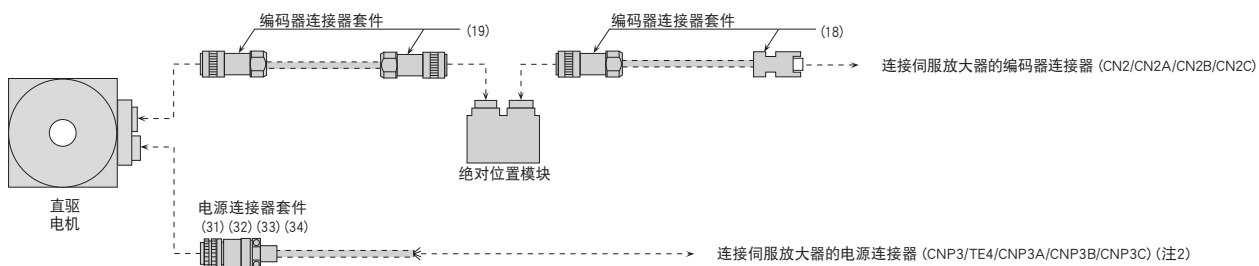 编码器连接器套件
(19)
编码器连接器套件
(18)
连接伺服放大器的编码器连接器 (CN2/CN2A/CN2B/CN2C)
绝对位置模块
直驱
电机
电源连接器套件
(31) (32) (33) (34)
连接伺服放大器的电源连接器 (CNP3/TE4/CNP3A/CNP3B/CNP3C) (注2)